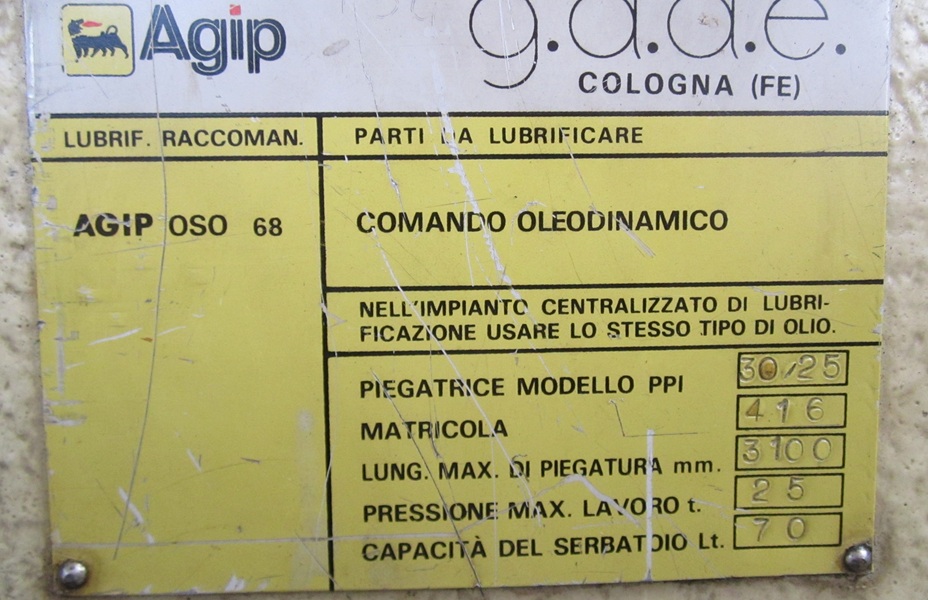 Agip
g.a.d.e.
COLOGNA (FE)
LUBRIF. RACCOMAN.
PARTI DA LUBRIFICARE
AGIP OSO 68
COMANDO OLEODINAMICO
NELL'IMPIANTO CENTRALIZZATO DI LUBRI-
FICAZIONE USARE LO STESSO TIPO DI OLIO.
PIEGATRICE MODELLO PPI 30/25
MATRICOLA 416
LUNG. MAX. DI PIEGATURA mm. 3100
PRESSIONE MAX. LAVORO t. 25
CAPACITÀ DEL SERBATOIO Lt. 70